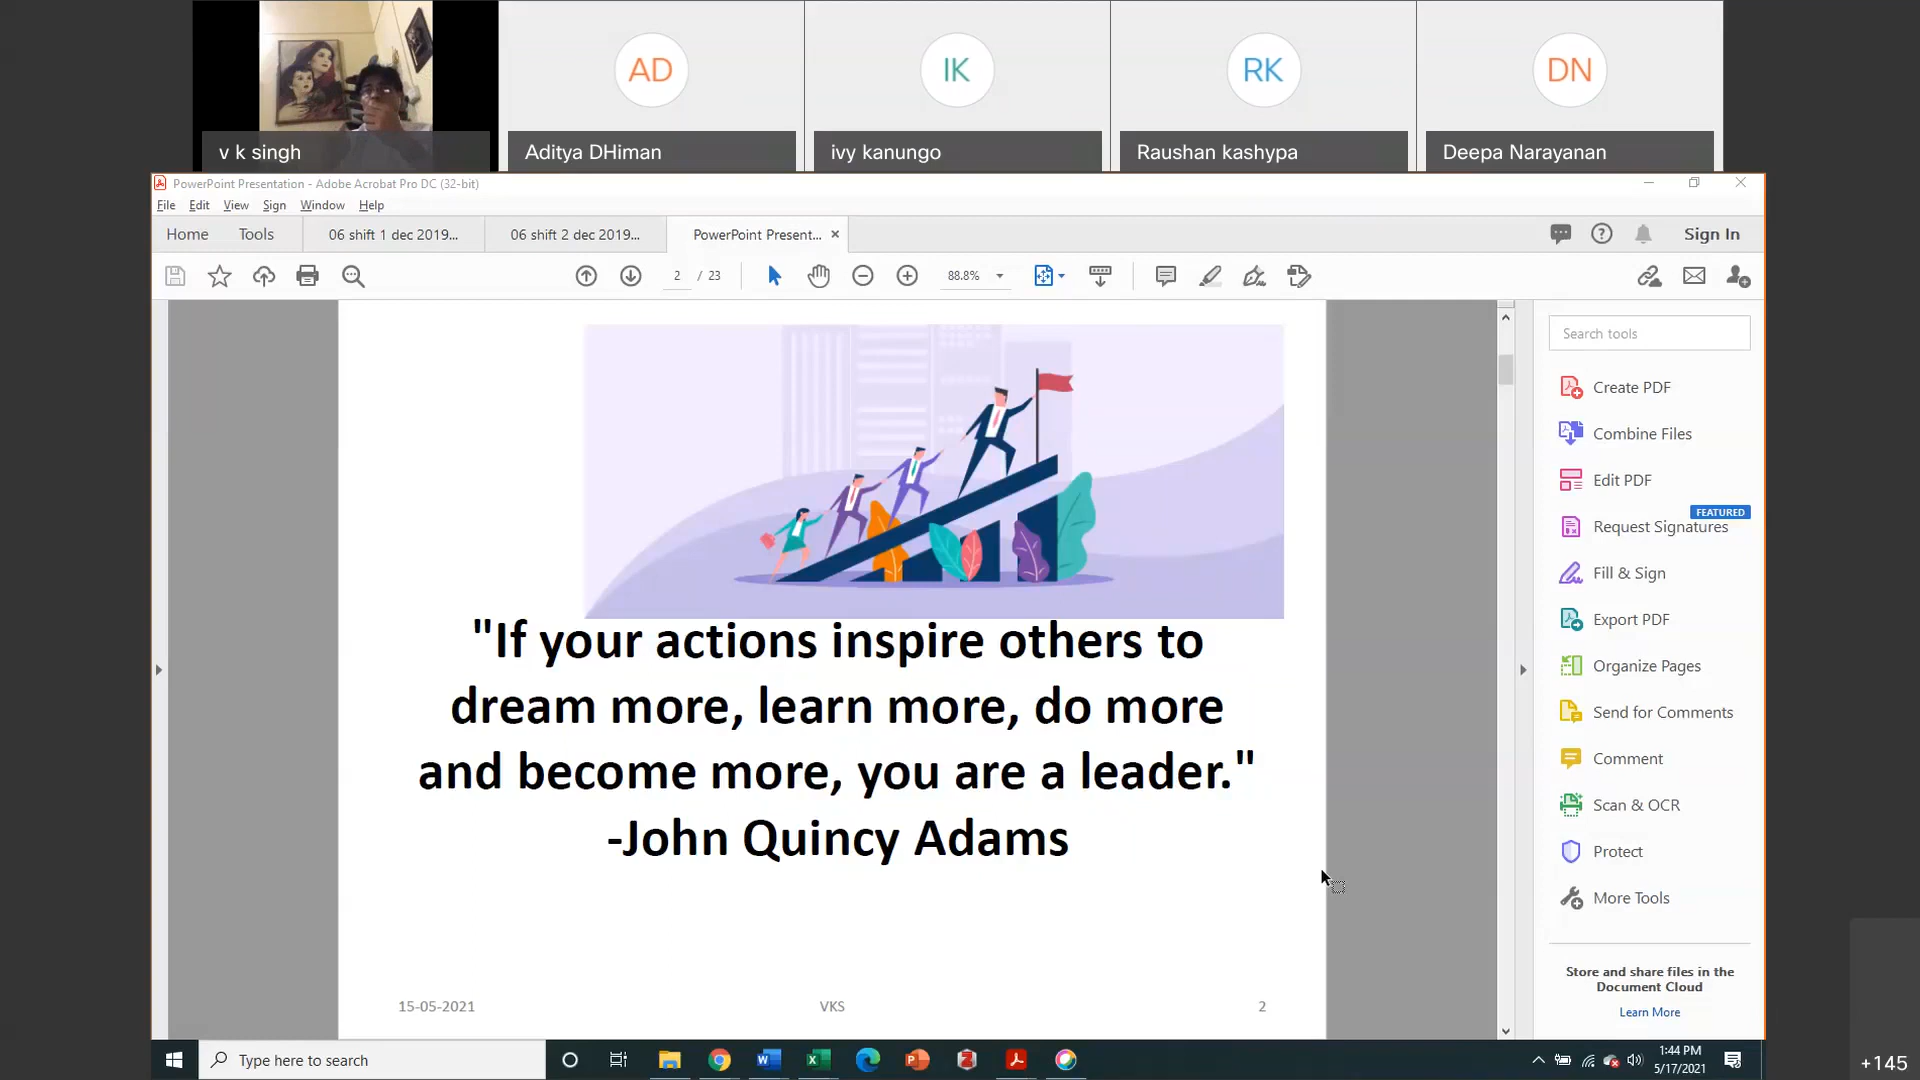 AD
IK
RK
DN
v k singh
Aditya DHiman
ivy kanungo
Raushan kashypa
Deepa Narayanan
PowerPoint Presentation - Adobe Acrobat Pro DC (32-bit)
File Edit View Sign Window Help
Home Tools 06 shift 1 dec 2019... 06 shift 2 dec 2019... PowerPoint Present... × Sign In
2 / 23 88.8%
Search tools
Create PDF
Combine Files
Edit PDF
FEATURED
Request Signatures
Fill & Sign
Export PDF
Organize Pages
Send for Comments
Comment
Scan & OCR
Protect
More Tools
Store and share files in the
Document Cloud
Learn More
"If your actions inspire others to
dream more, learn more, do more
and become more, you are a leader."
-John Quincy Adams
15-05-2021 VKS 2
Type here to search
1:44 PM
5/17/2021
+145